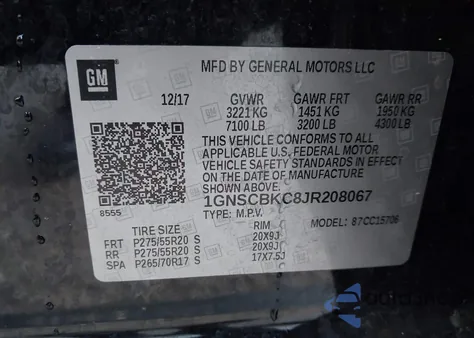 GM
MFD BY GENERAL MOTORS LLC
12/17 GVWR GAWR FRT GAWR RR
3221 KG 1451 KG 1950 KG
7100 LB 3200 LB 4300 LB
THIS VEHICLE CONFORMS TO ALL
APPLICABLE U.S. FEDERAL MOTOR
VEHICLE SAFETY STANDARDS IN EFFECT
ON THE DATE OF MANUFACTURE
SHOWN ABOVE.
1GNSCBKC8JR208067
8555
TYPE: M.P.V. MODEL: 87CC15706
TIRE SIZE RIM
FRT P275/55R20 S 20X9J
RR P275/55R20 S 20X9J
SPA P265/70R17 S 17X7.5J